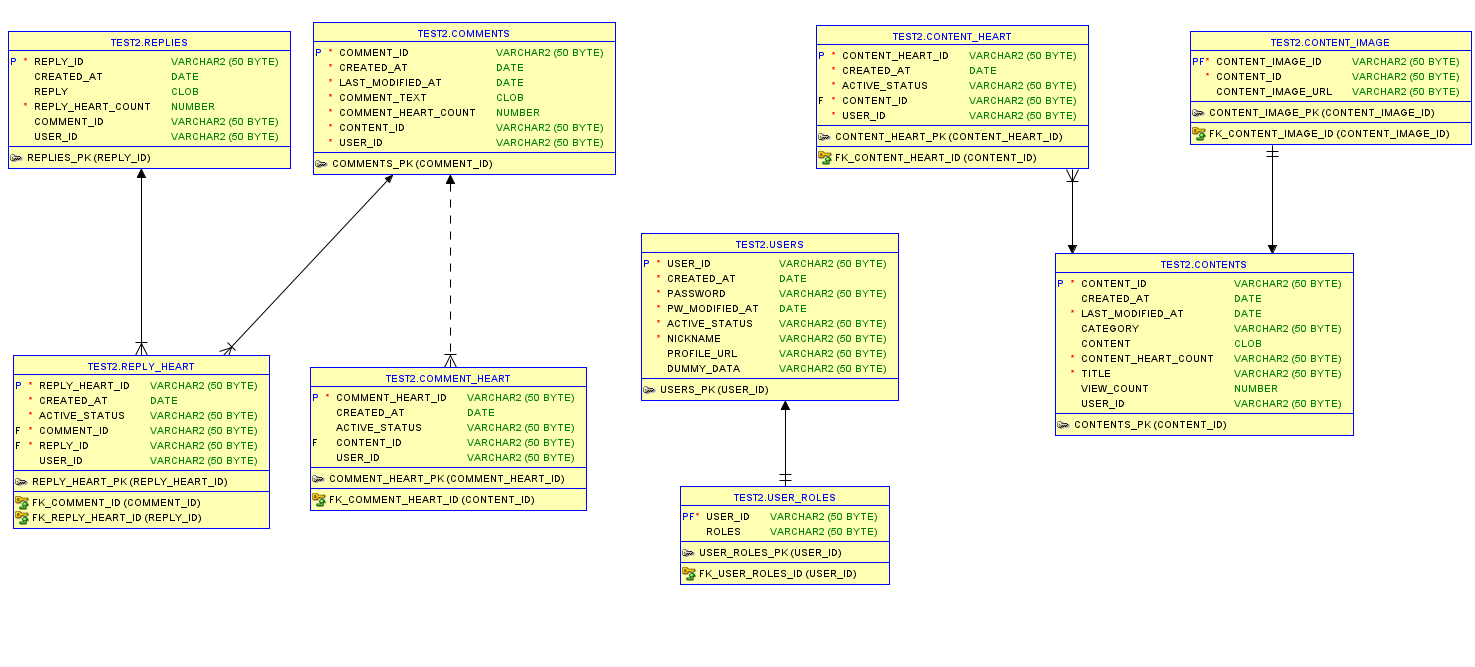 TEST2.REPLIES
P * REPLY_ID VARCHAR2 (50 BYTE)
CREATED_AT DATE
REPLY CLOB
* REPLY_HEART_COUNT NUMBER
COMMENT_ID VARCHAR2 (50 BYTE)
USER_ID VARCHAR2 (50 BYTE)
REPLIES_PK (REPLY_ID)
TEST2.COMMENTS
P * COMMENT_ID VARCHAR2 (50 BYTE)
* CREATED_AT DATE
* LAST_MODIFIED_AT DATE
* COMMENT_TEXT CLOB
* COMMENT_HEART_COUNT NUMBER
* CONTENT_ID VARCHAR2 (50 BYTE)
* USER_ID VARCHAR2 (50 BYTE)
COMMENTS_PK (COMMENT_ID)
TEST2.CONTENT_HEART
P * CONTENT_HEART_ID VARCHAR2 (50 BYTE)
* CREATED_AT DATE
* ACTIVE_STATUS VARCHAR2 (50 BYTE)
F * CONTENT_ID VARCHAR2 (50 BYTE)
* USER_ID VARCHAR2 (50 BYTE)
CONTENT_HEART_PK (CONTENT_HEART_ID)
FK_CONTENT_HEART_ID (CONTENT_ID)
TEST2.CONTENT_IMAGE
PF* CONTENT_IMAGE_ID VARCHAR2 (50 BYTE)
* CONTENT_ID VARCHAR2 (50 BYTE)
CONTENT_IMAGE_URL VARCHAR2 (50 BYTE)
CONTENT_IMAGE_PK (CONTENT_IMAGE_ID)
FK_CONTENT_IMAGE_ID (CONTENT_IMAGE_ID)
TEST2.USERS
P * USER_ID VARCHAR2 (50 BYTE)
* CREATED_AT DATE
* PASSWORD VARCHAR2 (50 BYTE)
* PW_MODIFIED_AT DATE
* ACTIVE_STATUS VARCHAR2 (50 BYTE)
* NICKNAME VARCHAR2 (50 BYTE)
PROFILE_URL VARCHAR2 (50 BYTE)
DUMMY_DATA VARCHAR2 (50 BYTE)
USERS_PK (USER_ID)
TEST2.CONTENTS
P * CONTENT_ID VARCHAR2 (50 BYTE)
CREATED_AT DATE
* LAST_MODIFIED_AT DATE
CATEGORY VARCHAR2 (50 BYTE)
CONTENT CLOB
* CONTENT_HEART_COUNT VARCHAR2 (50 BYTE)
* TITLE VARCHAR2 (50 BYTE)
VIEW_COUNT NUMBER
USER_ID VARCHAR2 (50 BYTE)
CONTENTS_PK (CONTENT_ID)
TEST2.REPLY_HEART
P * REPLY_HEART_ID VARCHAR2 (50 BYTE)
* CREATED_AT DATE
* ACTIVE_STATUS VARCHAR2 (50 BYTE)
F * COMMENT_ID VARCHAR2 (50 BYTE)
F * REPLY_ID VARCHAR2 (50 BYTE)
USER_ID VARCHAR2 (50 BYTE)
REPLY_HEART_PK (REPLY_HEART_ID)
FK_COMMENT_ID (COMMENT_ID)
FK_REPLY_HEART_ID (REPLY_ID)
TEST2.COMMENT_HEART
P * COMMENT_HEART_ID VARCHAR2 (50 BYTE)
CREATED_AT DATE
ACTIVE_STATUS VARCHAR2 (50 BYTE)
F CONTENT_ID VARCHAR2 (50 BYTE)
USER_ID VARCHAR2 (50 BYTE)
COMMENT_HEART_PK (COMMENT_HEART_ID)
FK_COMMENT_HEART_ID (CONTENT_ID)
TEST2.USER_ROLES
PF* USER_ID VARCHAR2 (50 BYTE)
ROLES VARCHAR2 (50 BYTE)
USER_ROLES_PK (USER_ID)
FK_USER_ROLES_ID (USER_ID)